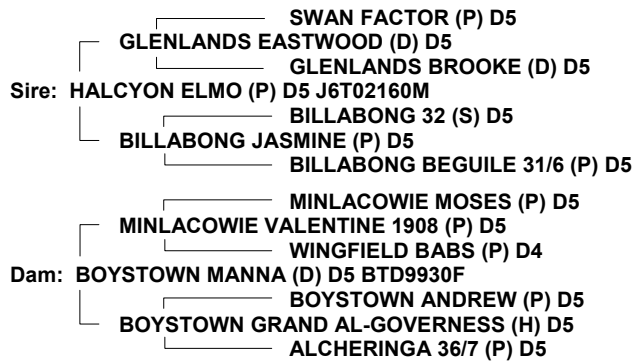 SWAN FACTOR (P) D5
GLENLANDS EASTWOOD (D) D5
GLENLANDS BROOKE (D) D5
Sire: HALCYON ELMO (P) D5 J6T02160M
BILLABONG 32 (S) D5
BILLABONG JASMINE (P) D5
BILLABONG BEGUILE 31/6 (P) D5
MINLACOWIE MOSES (P) D5
MINLACOWIE VALENTINE 1908 (P) D5
WINGFIELD BABS (P) D4
Dam: BOYSTOWN MANNA (D) D5 BTD9930F
BOYSTOWN ANDREW (P) D5
BOYSTOWN GRAND AL-GOVERNESS (H) D5
ALCHERINGA 36/7 (P) D5